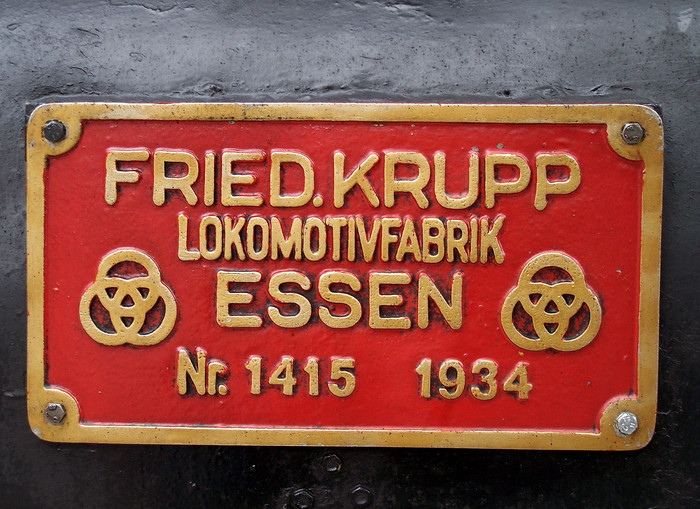 FRIED. KRUPP
LOKOMOTIVFABRIK
ESSEN
Nr. 1415 1934